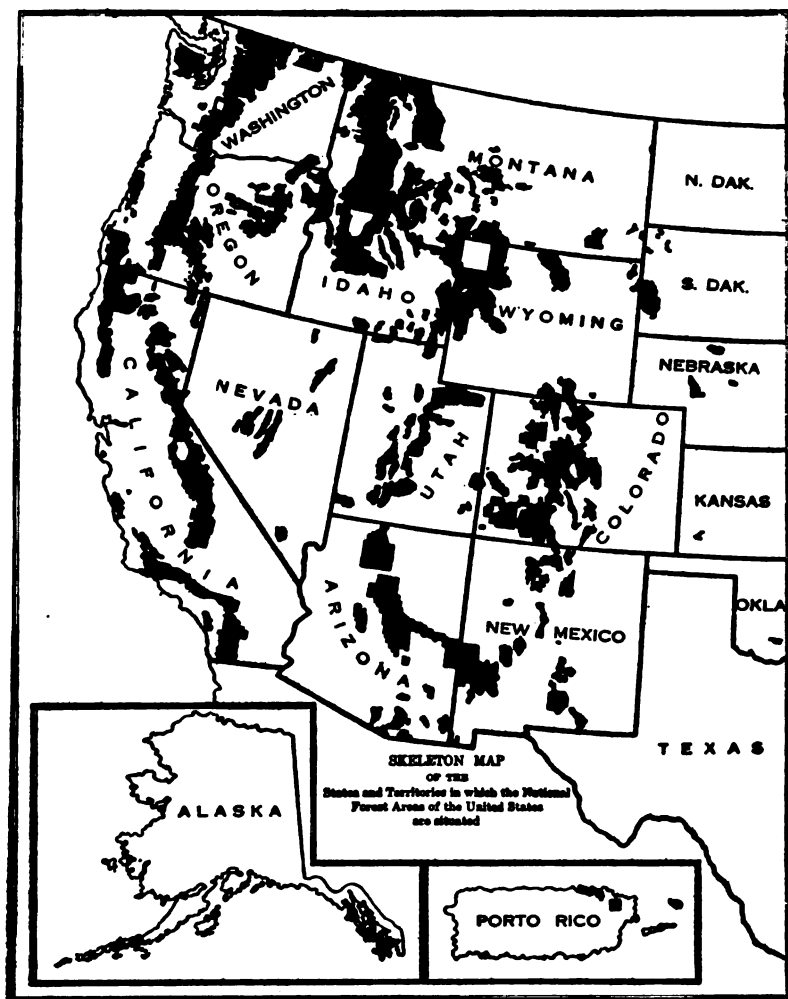 WASHINGTON
MONTANA
N. DAK.
OREGON
IDAHO
S. DAK.
WYOMING
NEBRASKA
CALIFORNIA
NEVADA
UTAH
COLORADO
KANSAS
ARIZONA
NEW MEXICO
OKLA
TEXAS
SKELETON MAP
OF THE
States and Territories in which the National
Forest Areas of the United States
are situated
ALASKA
PORTO RICO